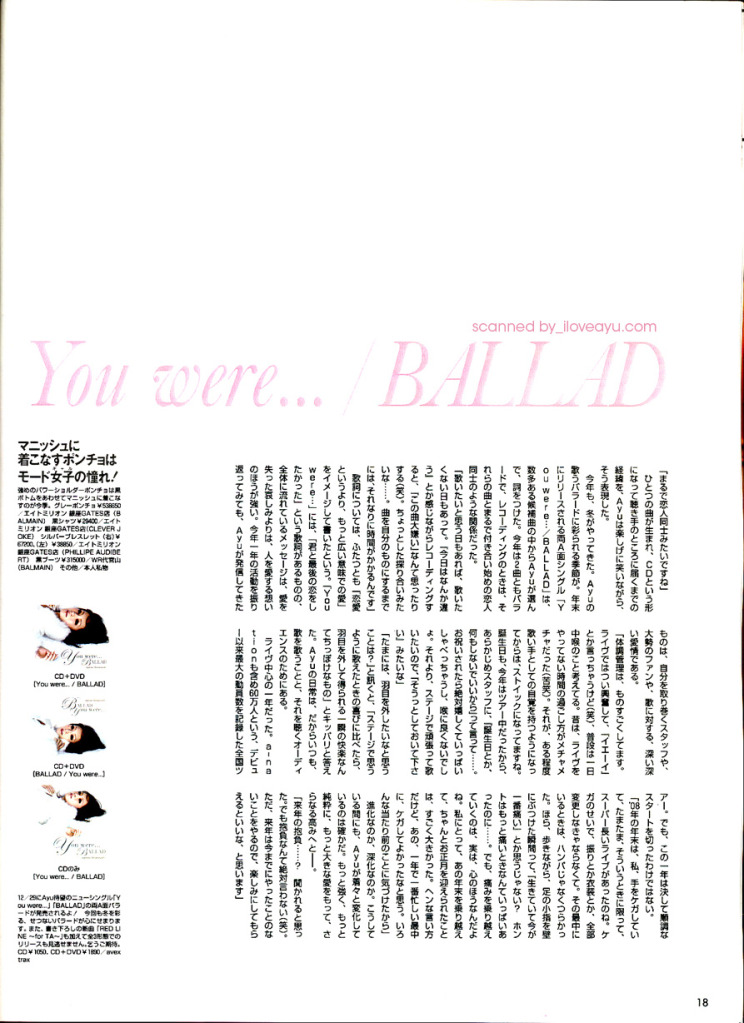 scanned by_iloveayu.com
You were... / BALLAD
「まるで恋人同士みたいですね」
ひとつの曲が生まれ、CDという形
になって聴き手のところに届くまでの
経緯を、Ayuは楽しげに笑いながら、
そう表現した。
今年も、冬がやってきた。Ayuの
歌うバラードに彩られる季節が。年末
にリリースされる両A面シングル「Y
ou were…/BALLAD」は、
数多ある候補曲の中からAyuが選ん
で、詞をつけた。今年は2曲ともバラ
ードで、レコーディングのときは、そ
れらの曲とまるで付き合い始めの恋人
同士のような関係だった。
「歌いたいと思う日もあれば、歌いた
くない日もあって。「今日はなんか違
う」とか感じながらレコーディングす
ると、「この曲大嫌い」なんて思ったり
する(笑)。ちょっとした探り合いみた
いな……。曲を自分のものにするまで
には、それなりに時間がかかるんです」
歌詞については、ふたつとも「恋愛
というより、もっと広い意味での愛」
をイメージして書いたという。「You
were…」には、「君と最後の恋をし
たかった」という歌詞があるものの、
全体に流れているメッセージは、愛を
失った哀しみよりは、人を愛する想い
のほうが強い。今年一年の活動を振り
返ってみても、Ayuが発信してきた
ものは、自分を取り巻くスタッフや、
大勢のファンや、歌に対する、深い深
い愛情である。
「体調管理は、ものすごくしてます。
ライヴではつい興奮して、「イエーイ」
とか言っちゃうけど(笑)、普段は一日
中喉のこと考えてる。昔は、ライヴを
やってない時間の過ごし方がメチャメ
チャだった(苦笑)。それが、ある程度
歌い手としての自覚を持つようになっ
てからは、ストイックになってますね。
誕生日も、今年はツアー中だったから、
あらかじめスタッフに、「誕生日とか、
何もしないでいいから」って言って……。
お祝いされたら絶対嬉しくていっぱい
しゃべっちゃうし、喉に良くないでし
ょ。それより、ステージで頑張って歌
いたいので、「そうっとしておいて下さ
い」みたいな」
「たまには、羽目を外したいなと思う
ことは?」と訊くと、「ステージで思う
ように歌えたときの喜びに比べたら、
羽目を外して得られる一瞬の快楽なん
てちっぽけなもの」とキッパリと答え
た。Ayuの日常は、だからいつも、
歌を歌うことと、それを聴くオーディ
エンスのためにある。
ライヴ中心の一年だった。a-na
tionも含め60万人という、デビュ
ー以来最大の動員数を記録した全国ツ
アー。でも、この一年は決して順調な
スタートを切ったわけではない。
「'08年の年末は、私、手をケガしてい
て、たまたま、そういうときに限って、
スーパー長いライブがあったのね。ケ
ガのせいで、振りとか衣装とか、全部
変更しなきゃならなくて。その最中に
いるときは、ハンパじゃなくつらかっ
た。ほら、歩きながら、足の小指を壁
にぶつけた瞬間って、「生きていて今が
一番痛い」とか思うじゃない? ホン
トはもっと痛いときなんていっぱいあ
ったのに……。でも、痛みを乗り越え
ていくのは、実は、心のほうなんだよ
ね。私にとって、あの年末を乗り越え
て、ちゃんとお正月を迎えられたこと
は、すごく大きかった。ヘンな言い方
だけど、あの、一年で一番忙しい最中
に、ケガしてよかったなと思う。いろ
んな当たり前のことに気づけたから」
進化なのか、深化なのか。こうして
いる間にも、Ayuが着々と変化して
いるのは確かだ。もっと強く、もっと
純粋に、もっと大きな愛をもって、さ
らなる高みへと――。
「来年の抱負……? 聞かれると思っ
た。でも抱負なんて絶対言わない(笑)。
ただ、来年は今までにやったことのな
いことをやるので、楽しみにしてもら
えるといいな、と思います」
マニッシュに
着こなすポンチョは
モード女子の憧れ!
強めのパワーショルダーポンチョは黒
ボトムをあわせてマニッシュに着こな
すのが今季。グレーポンチョ¥538650
/エイトミリオン 銀座GATES店(B
ALMAIN) 黒シャツ¥29400/エイト
ミリオン 銀座GATES店(CLEVER J
OKE) シルバーブレスレット(右)¥
67200、(左)¥39850/エイトミリオン
銀座GATES店(PHILLIPE AUDIBE
RT) 黒ブーツ¥315000/WR代官山
(BALMAIN) その他/本人私物
You were...
BALLAD
CD+DVD
[You were... / BALLAD]
BALLAD
You were...
CD+DVD
[BALLAD / You were...]
You were...
BALLAD
CDのみ
[You were... / BALLAD]
12/29にAyu待望のニューシングル「Y
ou were...」「BALLAD」の両A面バラー
ドが発売されるよ! 今回も冬を彩
る、せつないバラードが心にせまりま
す。また、書き下ろしの新曲「RED LI
NE 〜for TA〜」も加えて全3形態での
リリースも見逃せません。乞うご期待。
CD¥1050、CD+DVD¥1890/avex
trax
18